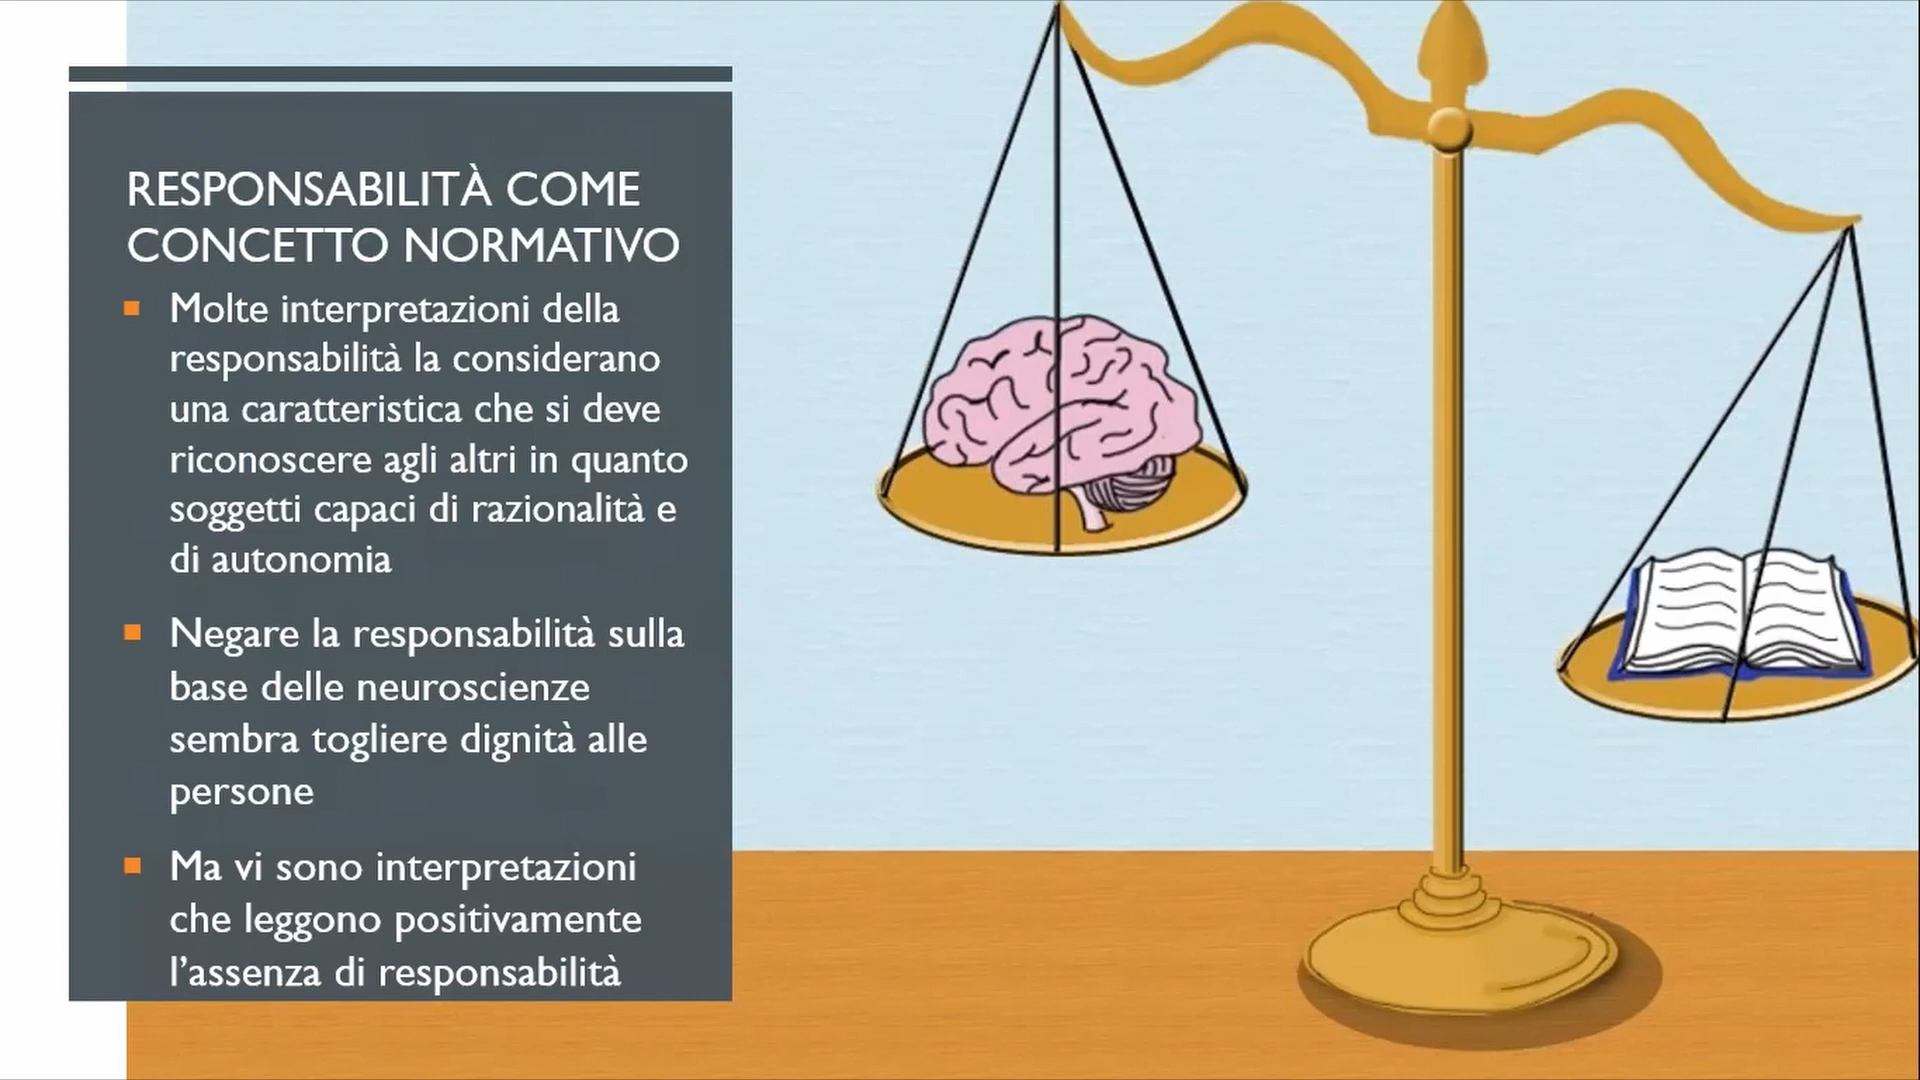 RESPONSABILITÀ COME
CONCETTO NORMATIVO
Molte interpretazioni della
responsabilità la considerano
una caratteristica che si deve
riconoscere agli altri in quanto
soggetti capaci di razionalità e
di autonomia
Negare la responsabilità sulla
base delle neuroscienze
sembra togliere dignità alle
persone
Ma vi sono interpretazioni
che leggono positivamente
l’assenza di responsabilità